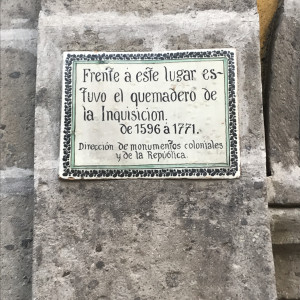 Frente á este lugar es-
tuvo el quemadero de
la Inquisicion.
de 1596 á 1771.
Dirección de monumentos coloniales
y de la República.